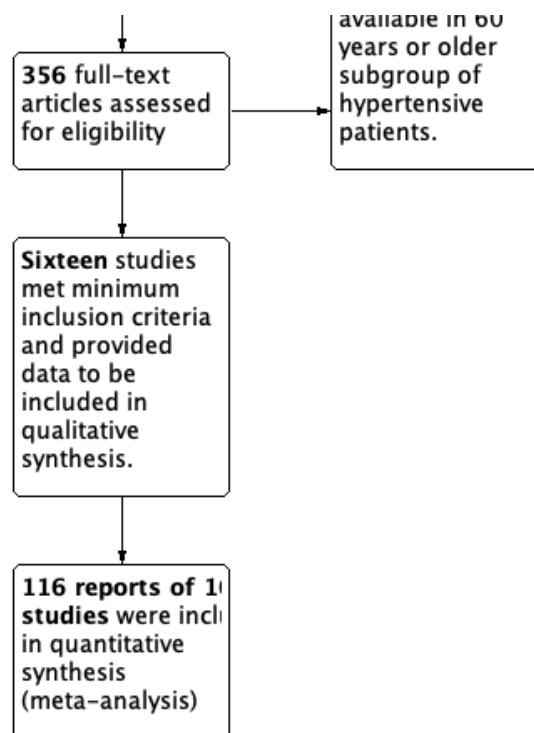 356 full-text
articles assessed
for eligibility
available in 60
years or older
subgroup of
hypertensive
patients.
Sixteen studies
met minimum
inclusion criteria
and provided
data to be
included in
qualitative
synthesis.
116 reports of
studies were
in quantitative
synthesis
(meta-analysis)